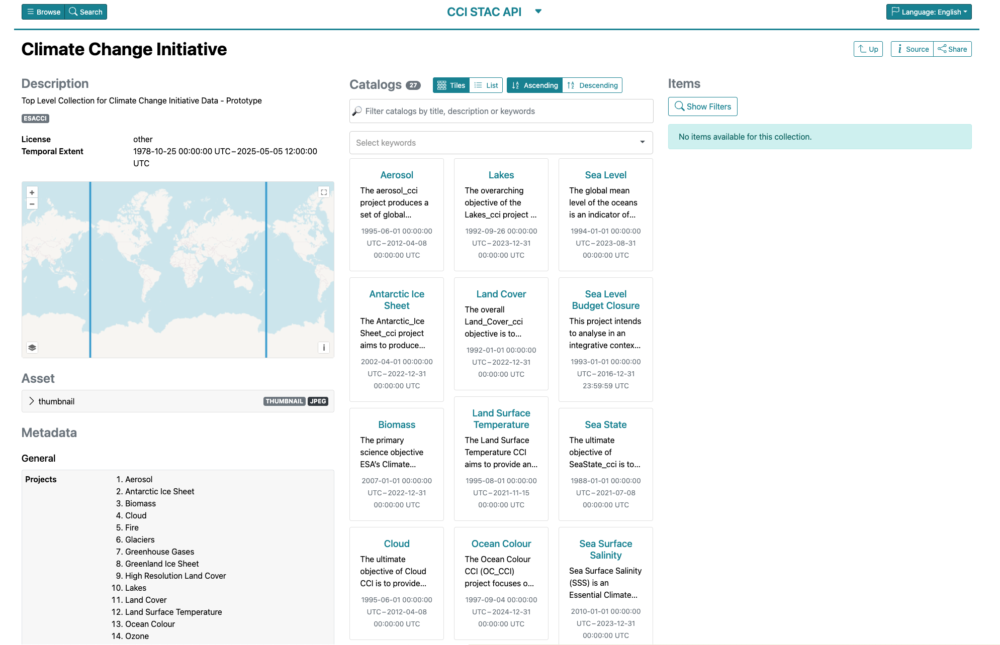 Browse
Search
CCI STAC API
Language: English
Climate Change Initiative
Up
Source
Share
Description
Top Level Collection for Climate Change Initiative Data - Prototype
ESACCI
License other
Temporal Extent 1978-10-25 00:00:00 UTC – 2025-05-05 12:00:00
UTC
+
−
i
Asset
thumbnail THUMBNAIL JPEG
Metadata
General
Projects
1. Aerosol
2. Antarctic Ice Sheet
3. Biomass
4. Cloud
5. Fire
6. Glaciers
7. Greenhouse Gases
8. Greenland Ice Sheet
9. High Resolution Land Cover
10. Lakes
11. Land Cover
12. Land Surface Temperature
13. Ocean Colour
14. Ozone
Catalogs 27
Tiles
List
Ascending
Descending
Filter catalogs by title, description or keywords
Select keywords
Aerosol
The aerosol_cci
project produces a
set of global...
1995-06-01 00:00:00
UTC – 2012-04-08
00:00:00 UTC
Antarctic Ice
Sheet
The Antarctic_Ice
Sheet_cci project
aims to produce...
2002-04-01 00:00:00
UTC – 2022-12-31
00:00:00 UTC
Biomass
The primary
science objective
ESA’s Climate...
2007-01-01 00:00:00
UTC – 2022-12-31
00:00:00 UTC
Cloud
The ultimate
objective of Cloud
CCI is to provide...
1995-06-01 00:00:00
UTC – 2012-04-08
00:00:00 UTC
Lakes
The overarching
objective of the
Lakes_cci project ...
1992-09-26 00:00:00
UTC – 2023-12-31
00:00:00 UTC
Land Cover
The overall
Land_Cover_cci
objective is to...
1992-01-01 00:00:00
UTC – 2022-12-31
00:00:00 UTC
Land Surface
Temperature
The Land Surface
Temperature CCI
aims to provide an...
1995-08-01 00:00:00
UTC – 2021-11-15
00:00:00 UTC
Ocean Colour
The Ocean Colour
CCI (OC_CCI)
project focuses o...
1997-09-04 00:00:00
UTC – 2024-12-31
00:00:00 UTC
Sea Level
The global mean
level of the oceans
is an indicator of...
1994-01-01 00:00:00
UTC – 2023-08-31
00:00:00 UTC
Sea Level
Budget Closure
This project intends
to analyse in an
integrative contex...
1993-01-01 00:00:00
UTC – 2016-12-31
23:59:59 UTC
Sea State
The ultimate
objective of
SeaState_cci is to...
1988-01-01 00:00:00
UTC – 2021-07-08
00:00:00 UTC
Sea Surface
Salinity
Sea Surface Salinity
(SSS) is an
Essential Climate...
2010-01-01 00:00:00
UTC – 2023-12-31
00:00:00 UTC
Items
Show Filters
No items available for this collection.